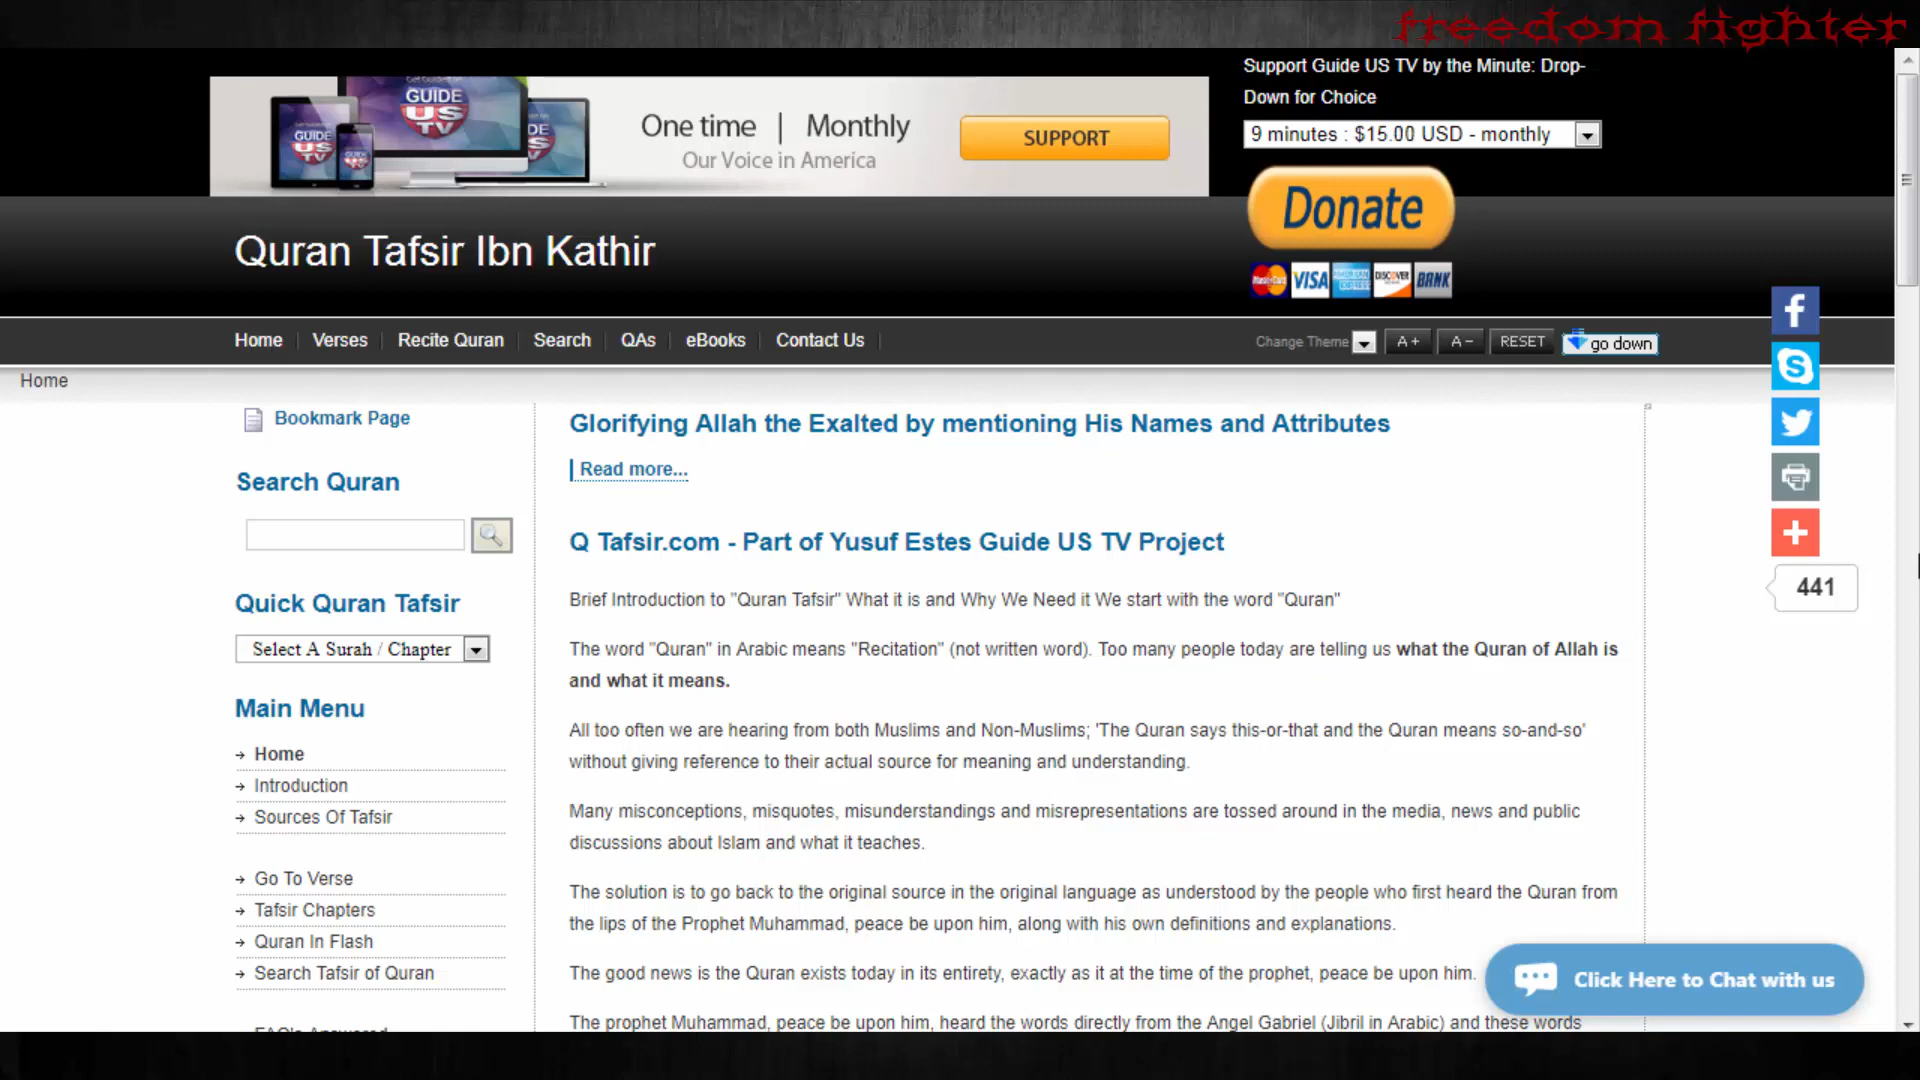 freedom fighter
Support Guide US TV by the Minute: Drop-
Down for Choice
9 minutes : $15.00 USD - monthly
GUIDE
US
TV
GUIDE
US
TV
One time | Monthly
Our Voice in America
SUPPORT
Donate
MasterCard VISA AMERICAN EXPRESS DISCOVER BANK
Quran Tafsir Ibn Kathir
Home Verses Recite Quran Search QAs eBooks Contact Us
Change Theme A+ A- RESET go down
Home
Bookmark Page
Search Quran
Quick Quran Tafsir
Select A Surah / Chapter
Main Menu
Home
Introduction
Sources Of Tafsir
Go To Verse
Tafsir Chapters
Quran In Flash
Search Tafsir of Quran
FAQ's Answered
Glorifying Allah the Exalted by mentioning His Names and Attributes
Read more...
Q Tafsir.com - Part of Yusuf Estes Guide US TV Project
Brief Introduction to "Quran Tafsir" What it is and Why We Need it We start with the word "Quran"
The word "Quran" in Arabic means "Recitation" (not written word). Too many people today are telling us what the Quran of Allah is
and what it means.
All too often we are hearing from both Muslims and Non-Muslims; 'The Quran says this-or-that and the Quran means so-and-so'
without giving reference to their actual source for meaning and understanding.
Many misconceptions, misquotes, misunderstandings and misrepresentations are tossed around in the media, news and public
discussions about Islam and what it teaches.
The solution is to go back to the original source in the original language as understood by the people who first heard the Quran from
the lips of the Prophet Muhammad, peace be upon him, along with his own definitions and explanations.
The good news is the Quran exists today in its entirety, exactly as it at the time of the prophet, peace be upon him.
The prophet Muhammad, peace be upon him, heard the words directly from the Angel Gabriel (Jibril in Arabic) and these words
441
Click Here to Chat with us